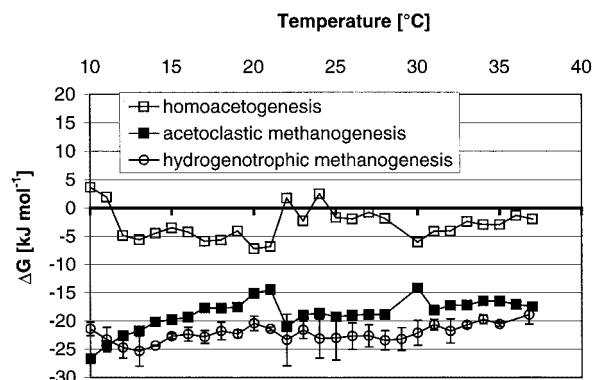 Temperature [°C]
10 15 20 25 30 35 40
20
15
10
5
0
-5
-10
-15
-20
-25
-30
ΔG [kJ mol⁻¹]
homoacetogenesis
acetoclastic methanogenesis
hydrogenotrophic methanogenesis